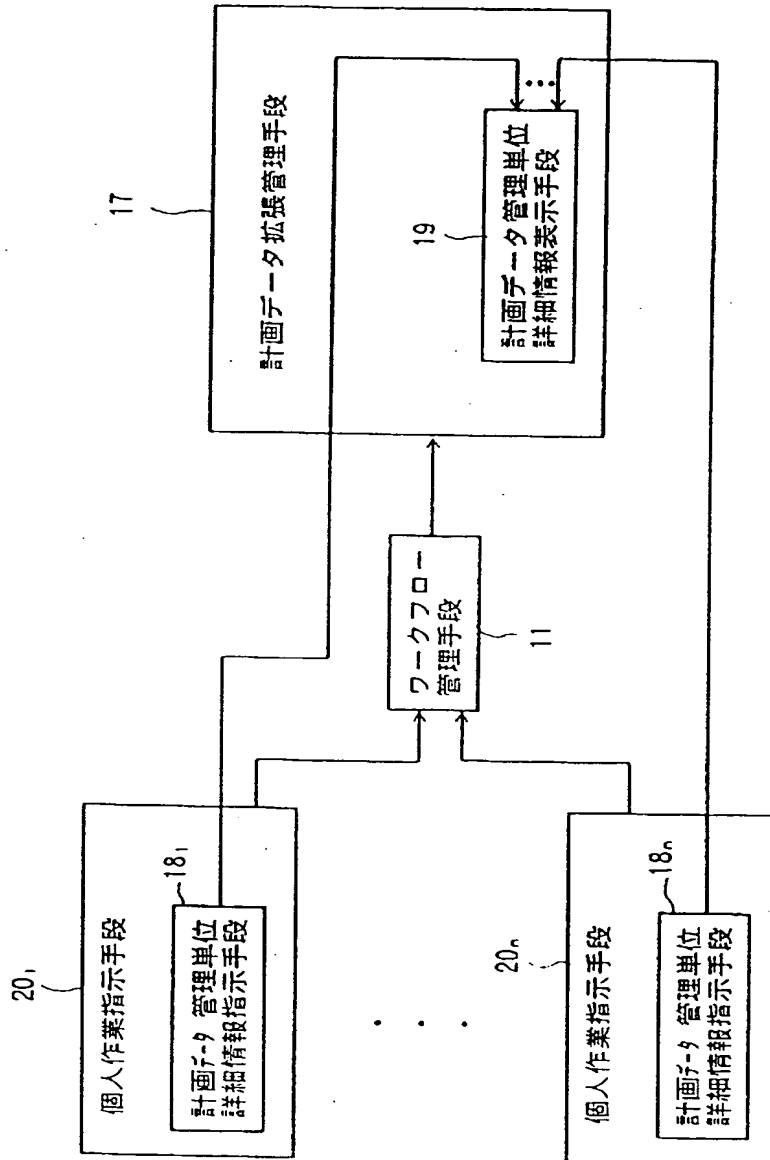 20₁
個人作業指示手段
18₁
計画データ 管理単位
詳細情報指示手段
20ₙ
個人作業指示手段
18ₙ
計画データ 管理単位
詳細情報指示手段
ワークフロー
管理手段
11
17
計画データ拡張管理手段
19
計画データ管理単位
詳細情報表示手段